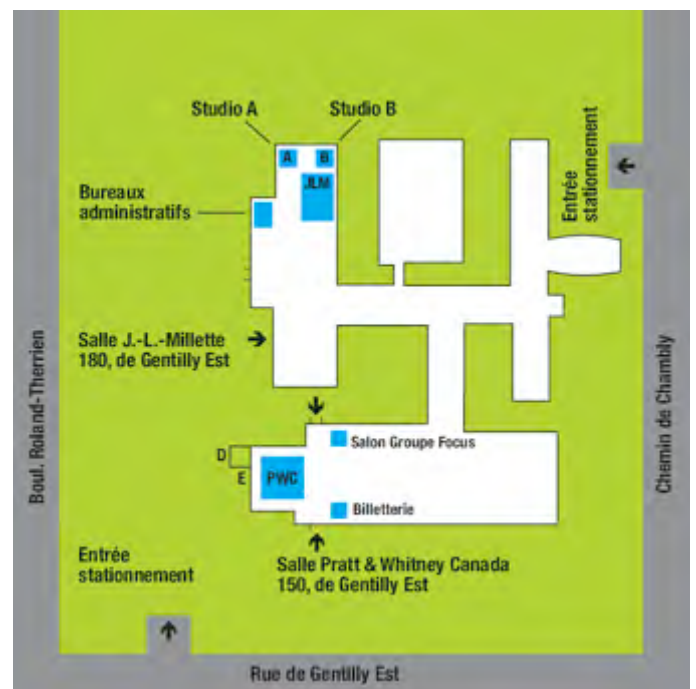 Studio A
Studio B
A
B
JLM
Bureaux
administratifs
Entrée
stationnement
Salle J.-L.-Millette
180, de Gentilly Est
Boul. Roland-Therrien
Chemin de Chambly
Salon Groupe Focus
D
E
PWC
Billetterie
Entrée
stationnement
Salle Pratt & Whitney Canada
150, de Gentilly Est
Rue de Gentilly Est